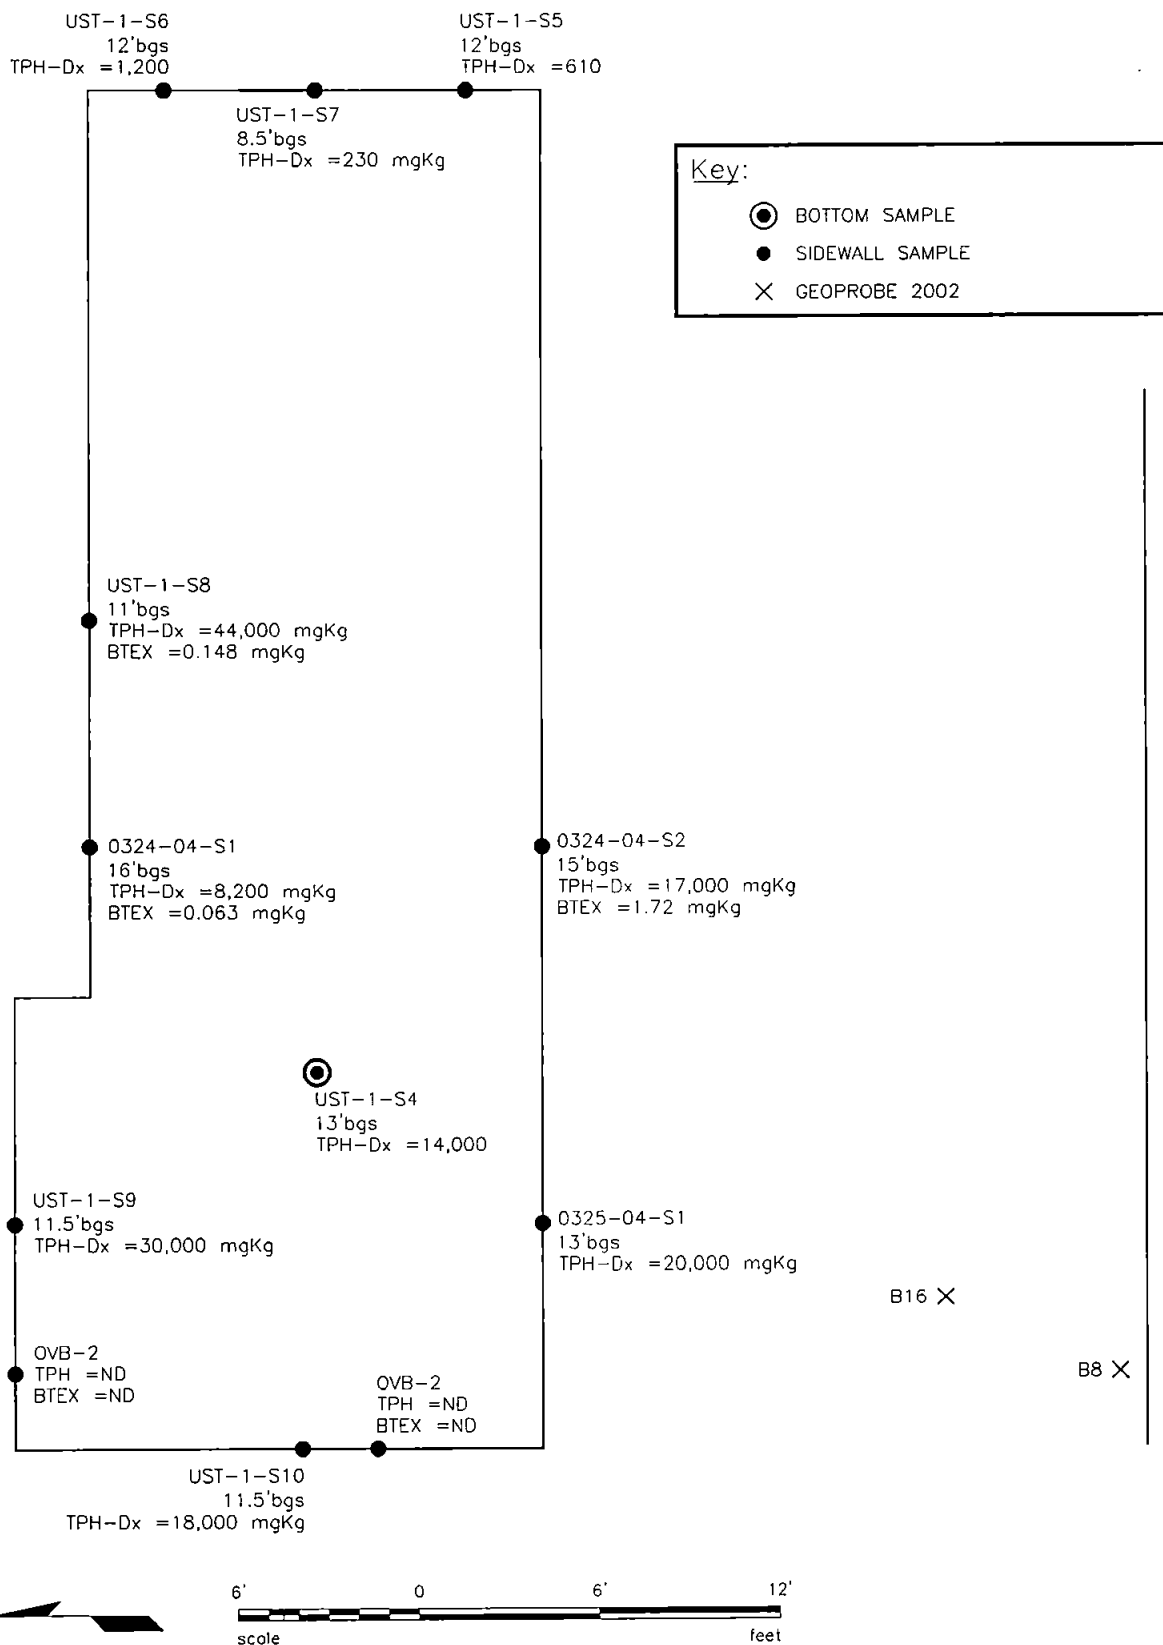 UST-1-S6
12'bgs
TPH-Dx =1,200
UST-1-S5
12'bgs
TPH-Dx =610
UST-1-S7
8.5'bgs
TPH-Dx =230 mgKg
Key:
BOTTOM SAMPLE
SIDEWALL SAMPLE
GEOPROBE 2002
UST-1-S8
11'bgs
TPH-Dx =44,000 mgKg
BTEX =0.148 mgKg
0324-04-S1
16'bgs
TPH-Dx =8,200 mgKg
BTEX =0.063 mgKg
0324-04-S2
15'bgs
TPH-Dx =17,000 mgKg
BTEX =1.72 mgKg
UST-1-S4
13'bgs
TPH-Dx =14,000
UST-1-S9
11.5'bgs
TPH-Dx =30,000 mgKg
0325-04-S1
13'bgs
TPH-Dx =20,000 mgKg
B16
B8
OVB-2
TPH =ND
BTEX =ND
OVB-2
TPH =ND
BTEX =ND
UST-1-S10
11.5'bgs
TPH-Dx =18,000 mgKg
6' 0 6' 12'
scale feet